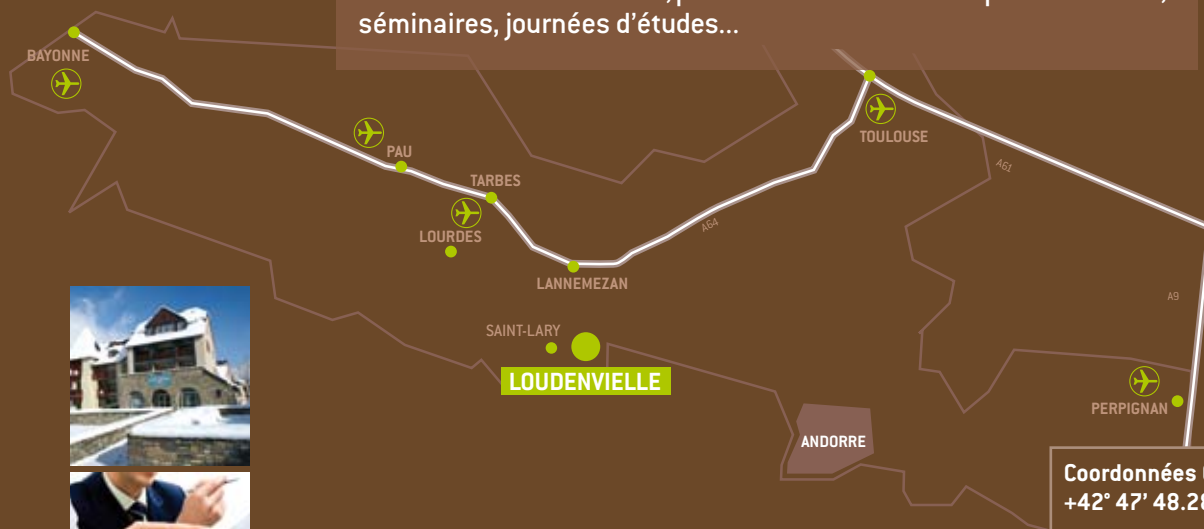 séminaires, journées d’études...
BAYONNE
PAU
TARBES
LOURDES
LANNEMEZAN
TOULOUSE
A61
A64
A9
SAINT-LARY
LOUDENVIELLE
PERPIGNAN
ANDORRE
Coordonnées
+42° 47’ 48.28